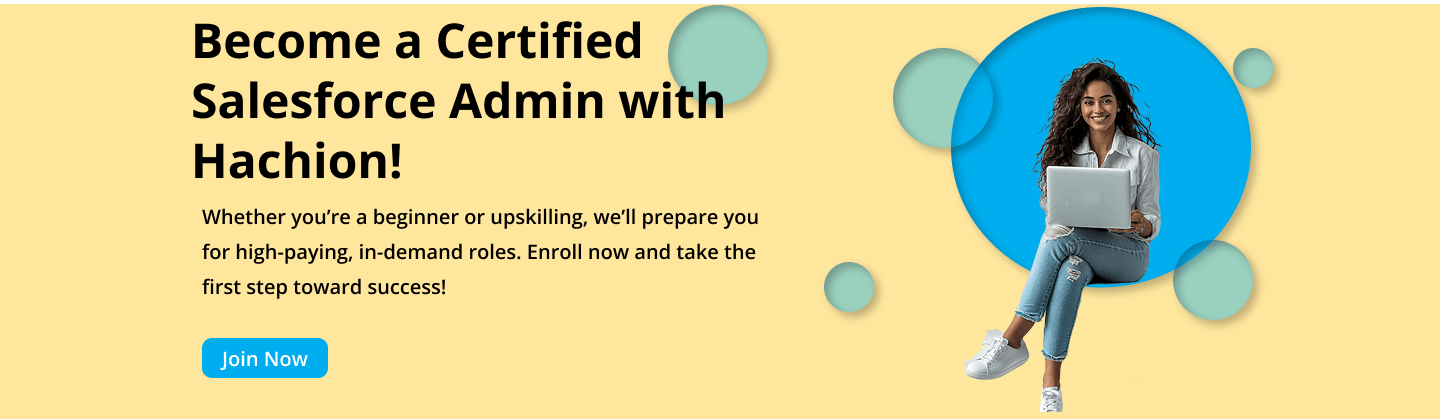 Become a Certified
Salesforce Admin with
Hachion!
Whether you’re a beginner or upskilling, we’ll prepare you
for high-paying, in-demand roles. Enroll now and take the
first step toward success!
Join Now